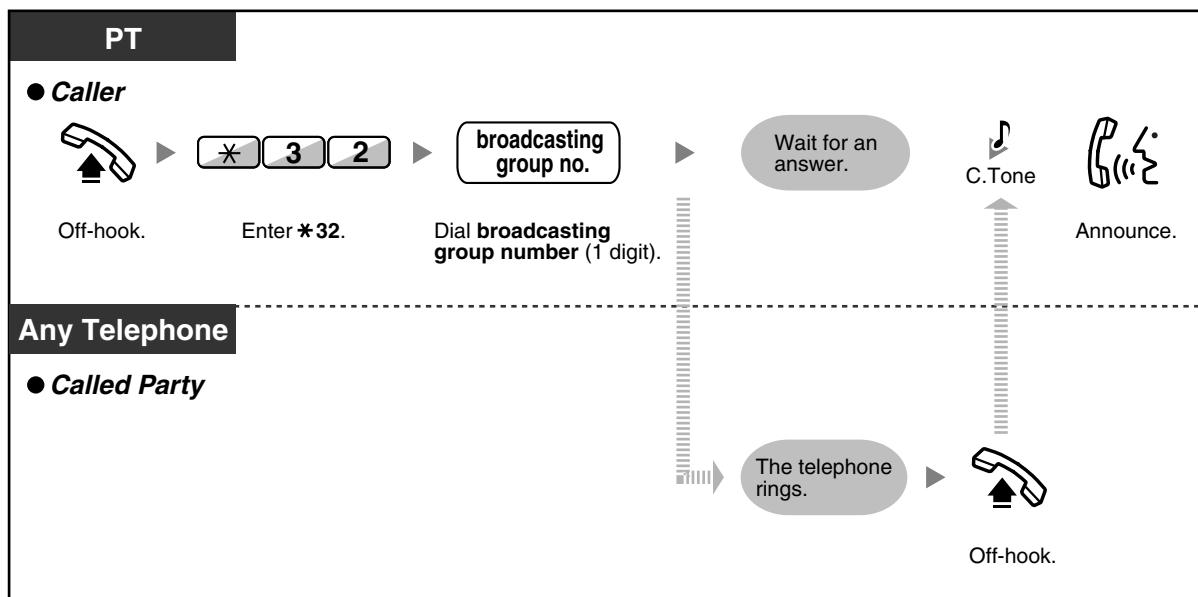 PT
● Caller
✳ 3 2
broadcasting
group no.
Wait for an
answer.
C.Tone
Off-hook.
Enter ✳32.
Dial broadcasting
group number (1 digit).
Announce.
Any Telephone
● Called Party
The telephone
rings.
Off-hook.